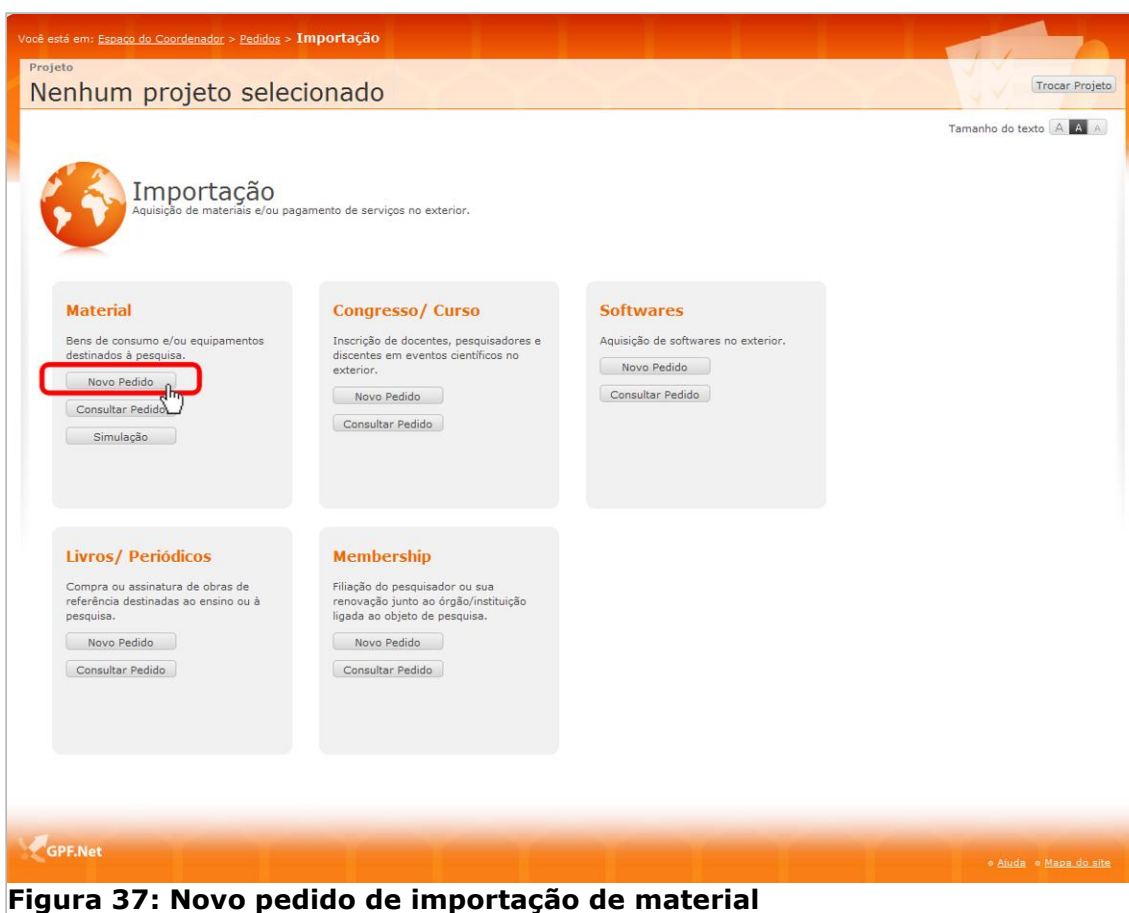 Você está em: Espaço do Coordenador > Pedidos > Importação
Projeto
Nenhum projeto selecionado
Trocar Projeto
Tamanho do texto A A A
Importação
Aquisição de materiais e/ou pagamento de serviços no exterior.
Material
Bens de consumo e/ou equipamentos
destinados à pesquisa.
Novo Pedido
Consultar Pedido
Simulação
Congresso/ Curso
Inscrição de docentes, pesquisadores e
discentes em eventos científicos no
exterior.
Novo Pedido
Consultar Pedido
Softwares
Aquisição de softwares no exterior.
Novo Pedido
Consultar Pedido
Livros/ Periódicos
Compra ou assinatura de obras de
referência destinadas ao ensino ou à
pesquisa.
Novo Pedido
Consultar Pedido
Membership
Filiação do pesquisador ou sua
renovação junto ao órgão/instituição
ligada ao objeto de pesquisa.
Novo Pedido
Consultar Pedido
GPF.Net
Ajuda Mapa do site
Figura 37: Novo pedido de importação de material